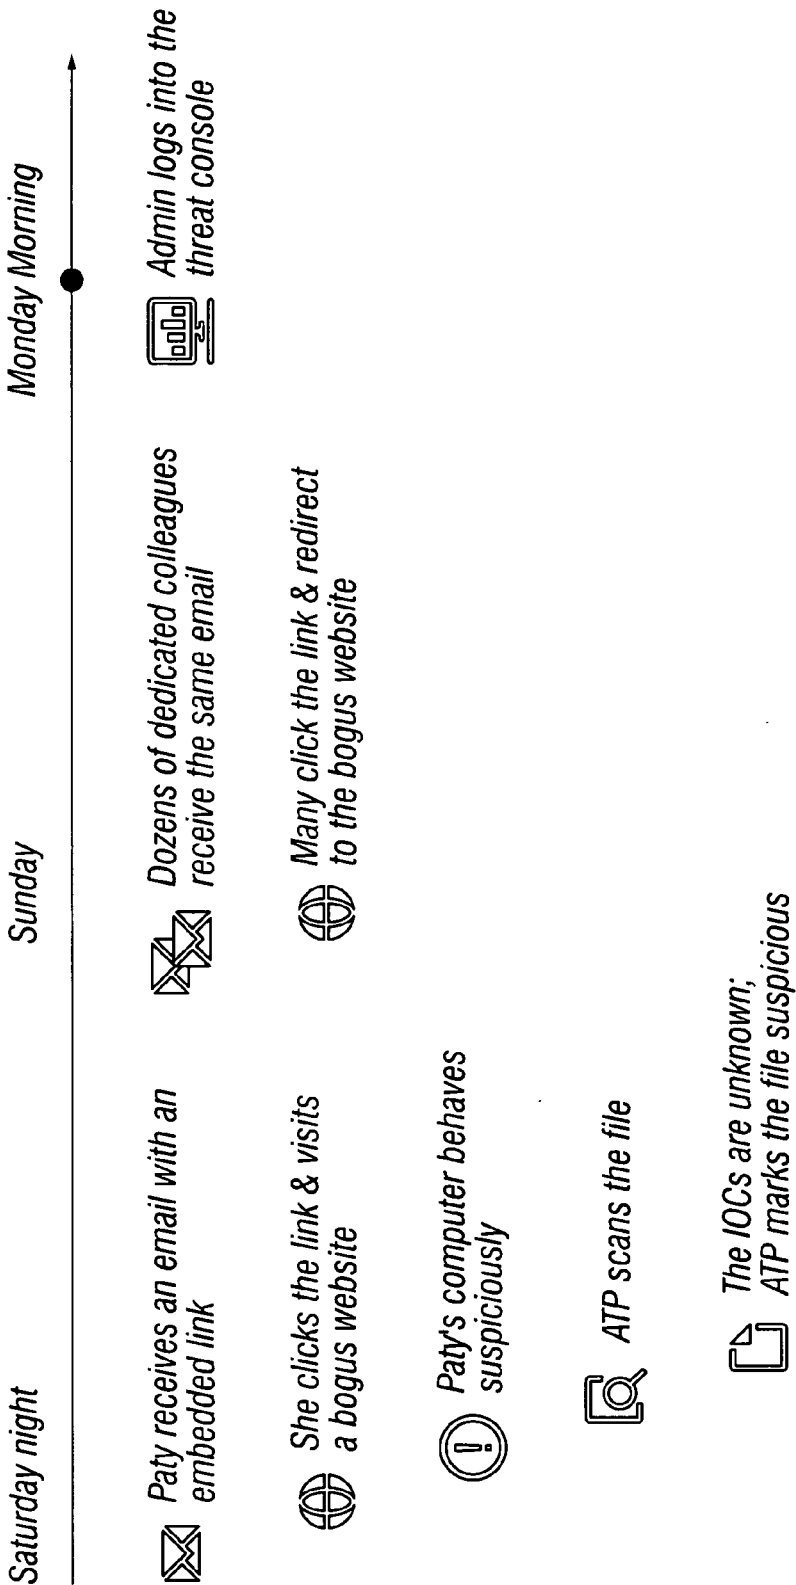 Saturday night
Sunday
Monday Morning
Paty receives an email with an
embedded link
She clicks the link & visits
a bogus website
Paty's computer behaves
suspiciously
ATP scans the file
The IOCs are unknown;
ATP marks the file suspicious
Dozens of dedicated colleagues
receive the same email
Many click the link & redirect
to the bogus website
Admin logs into the
threat console